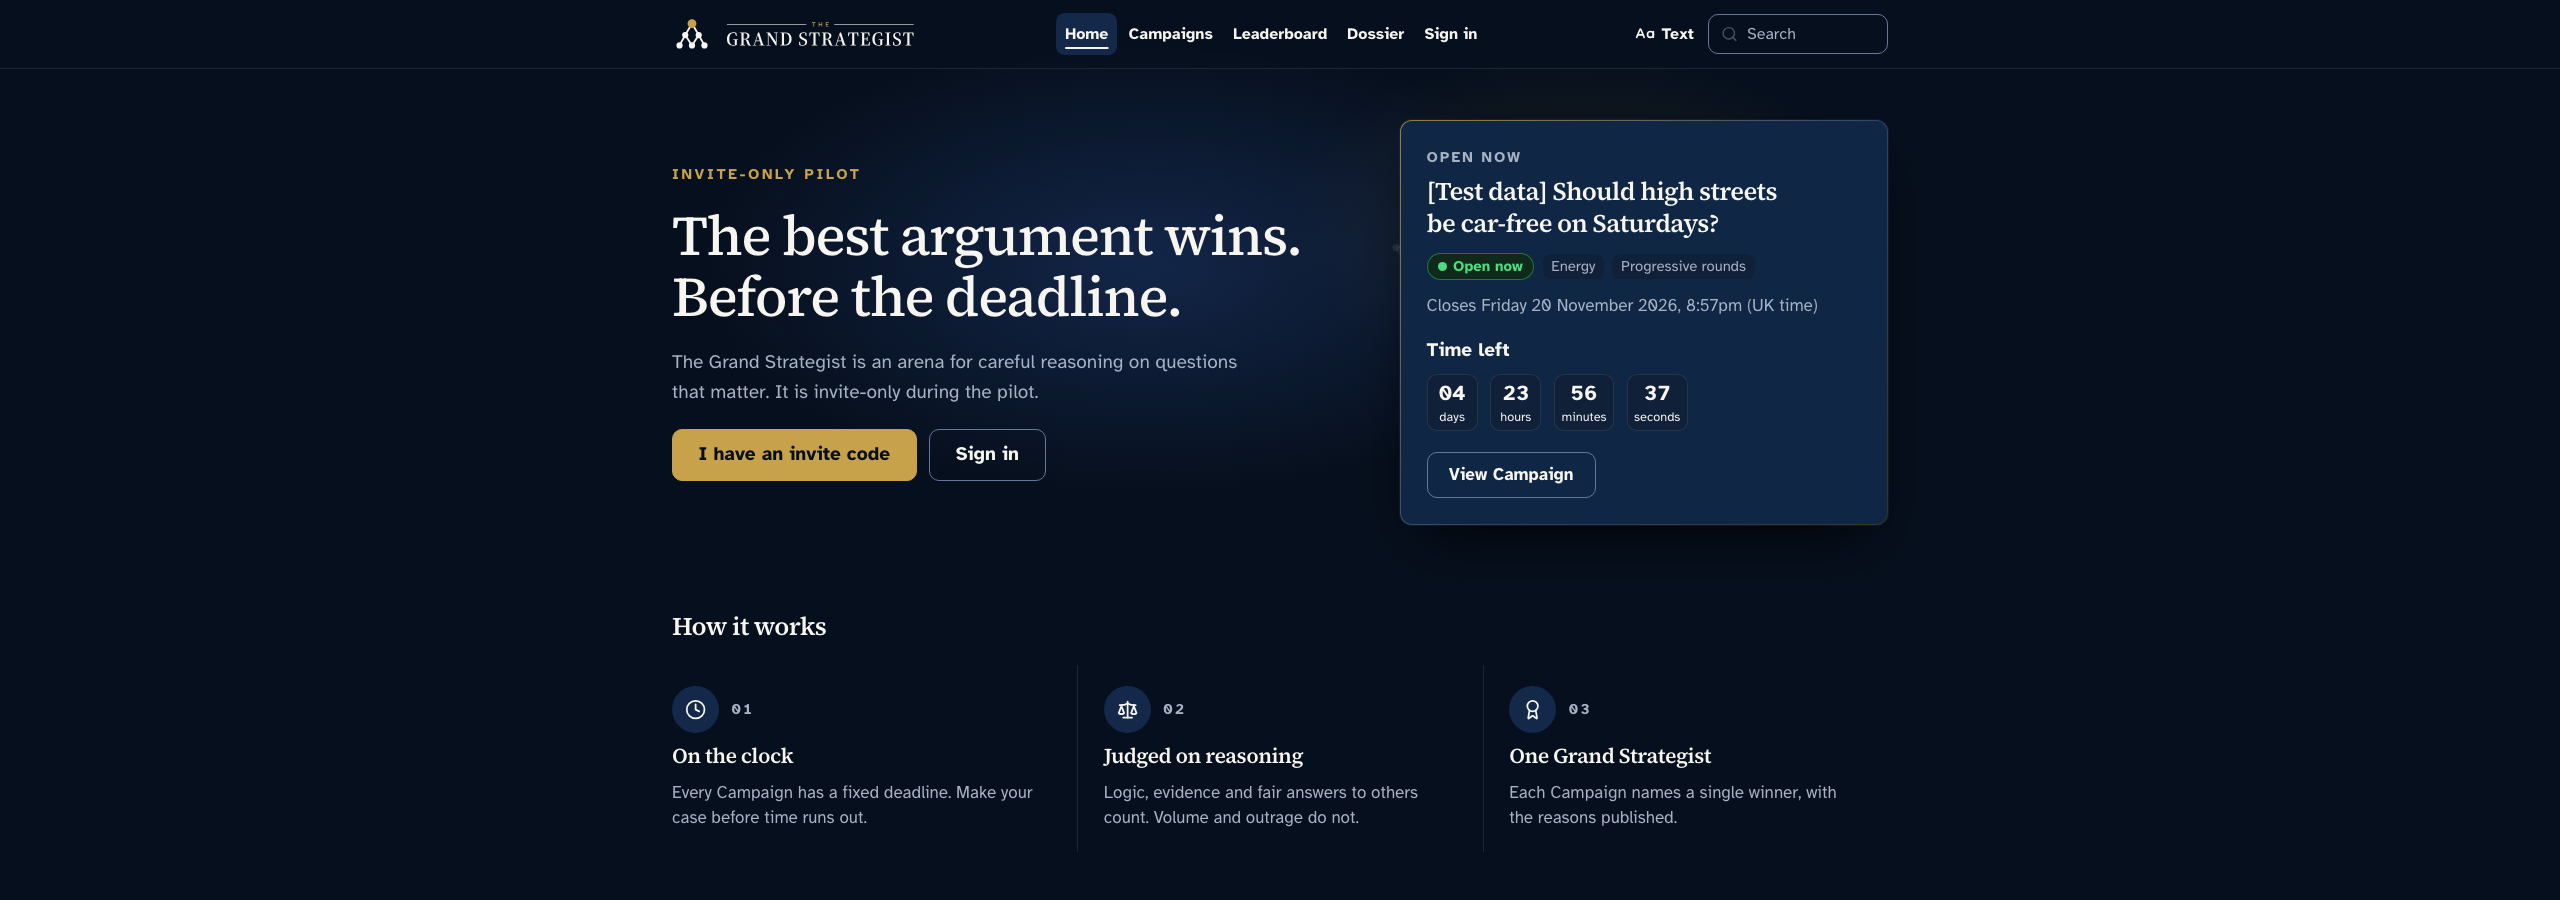 THE
GRAND STRATEGIST
Home
Campaigns
Leaderboard
Dossier
Sign in
Aa Text
Search
INVITE-ONLY PILOT
The best argument wins.
Before the deadline.
The Grand Strategist is an arena for careful reasoning on questions
that matter. It is invite-only during the pilot.
I have an invite code
Sign in
OPEN NOW
[Test data] Should high streets
be car-free on Saturdays?
Open now
Energy
Progressive rounds
Closes Friday 20 November 2026, 8:57pm (UK time)
Time left
04 23 56 37
days hours minutes seconds
View Campaign
How it works
01
On the clock
Every Campaign has a fixed deadline. Make your
case before time runs out.
02
Judged on reasoning
Logic, evidence and fair answers to others
count. Volume and outrage do not.
03
One Grand Strategist
Each Campaign names a single winner, with
the reasons published.